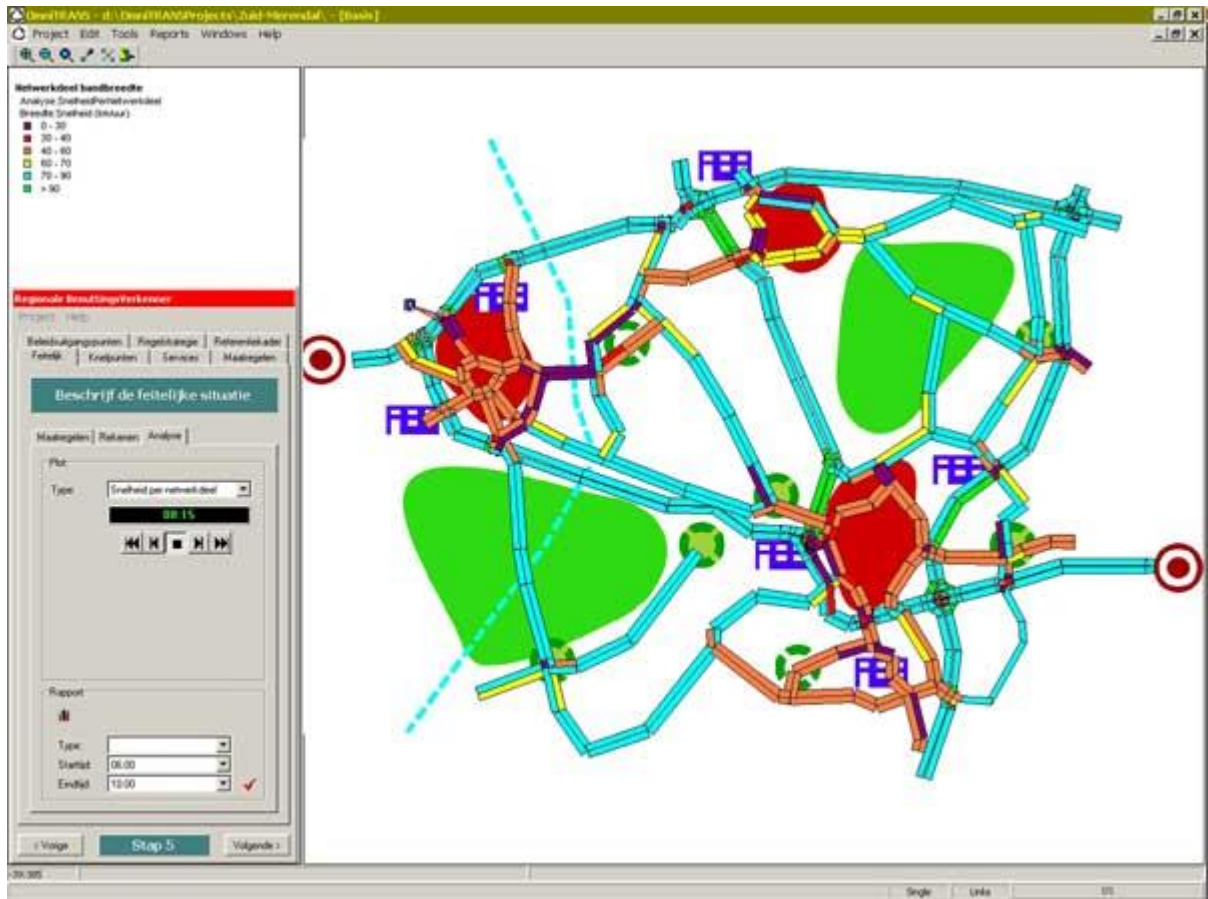 OmniTRANS - d:\OmniTRANSProjects\Zuid-Merendal\ - [Basis]
Project Edit Tools Reports Windows Help
Netwerkdeel bandbreedte
Analyse SnelheidPerNetwerkdeel
Breedte: Snelheid (km/uur)
0 - 30
30 - 40
40 - 60
60 - 70
70 - 90
> 90
Regionale BenuttingsVerkenner
Project Help
Beleidsuitgangspunten Regelstrategie Referentiekader
Feitelijk Knelpunten Services Maatregelen
Beschrijf de feitelijke situatie
Maatregelen Rekenen Analyse
Plot
Type: Snelheid per netwerkdeel
08:15
Rapport
Type:
Starttijd: 06:00
Eindtijd: 10:00
< Vorige Stap 5 Volgende >
Single Links